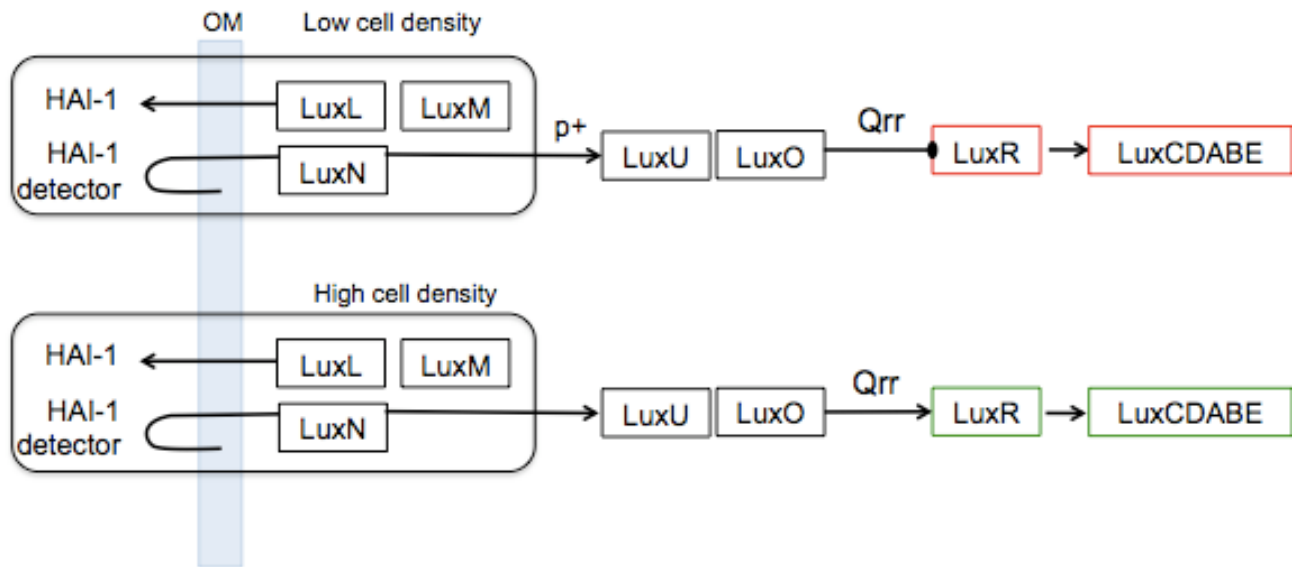 OM Low cell density
HAI-1 LuxL LuxM
p+ Qrr
HAI-1
detector LuxN LuxU LuxO LuxR LuxCDABE
High cell density
HAI-1 LuxL LuxM
Qrr
HAI-1
detector LuxN LuxU LuxO LuxR LuxCDABE